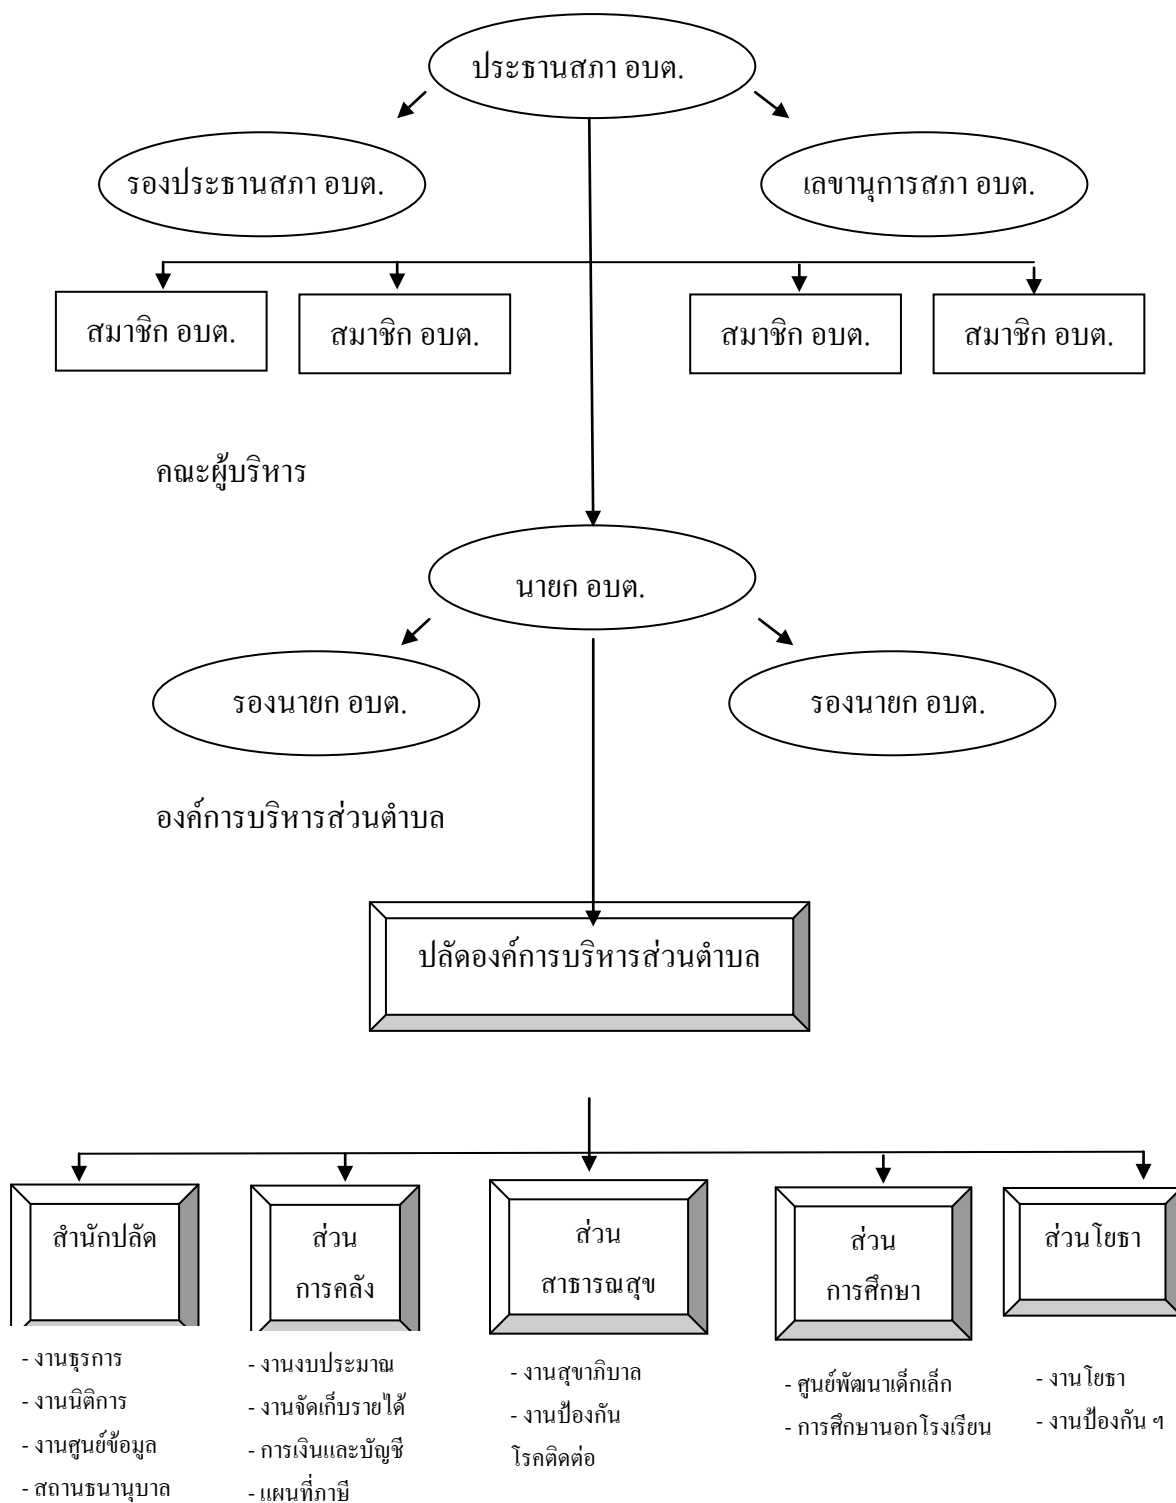 ประธานสภา อบต.
รองประธานสภา อบต.
เลขานุการสภา อบต.
สมาชิก อบต.
สมาชิก อบต.
สมาชิก อบต.
สมาชิก อบต.
คณะผู้บริหาร
นายก อบต.
รองนายก อบต.
รองนายก อบต.
องค์การบริหารส่วนตำบล
ปลัดองค์การบริหารส่วนตำบล
สำนักปลัด
- งานธุรการ
- งานนิติการ
- งานศูนย์ข้อมูล
- สถานธนานุบาล
ส่วน
การคลัง
- งานงบประมาณ
- งานจัดเก็บรายได้
- การเงินและบัญชี
- แผนที่ภาษี
ส่วน
สาธารณสุข
- งานสุขาภิบาล
- งานป้องกัน
โรคติดต่อ
ส่วน
การศึกษา
- ศูนย์พัฒนาเด็กเล็ก
- การศึกษานอกโรงเรียน
ส่วนโยธา
- งานโยธา
- งานป้องกัน ฯ